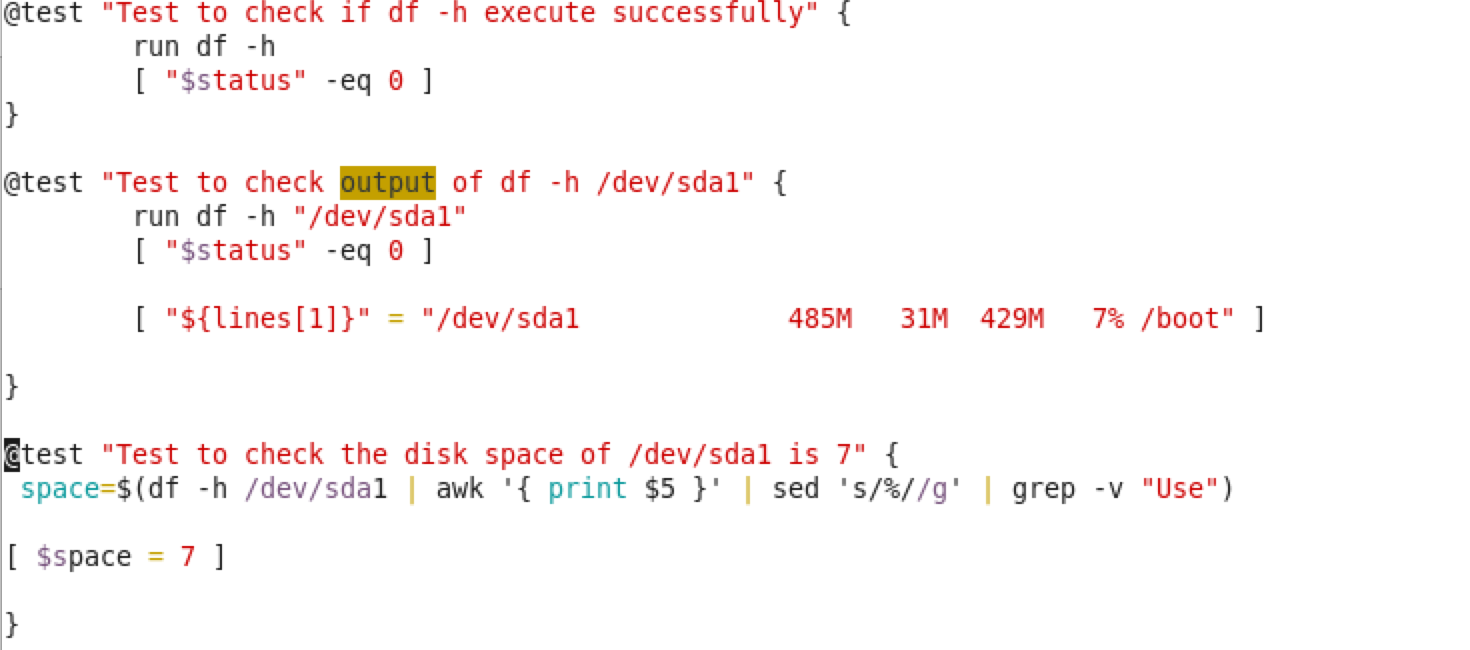 @test "Test to check if df -h execute successfully" {
        run df -h
        [ "$status" -eq 0 ]
}

@test "Test to check output of df -h /dev/sda1" {
        run df -h "/dev/sda1"
        [ "$status" -eq 0 ]

        [ "${lines[1]}" = "/dev/sda1             485M   31M  429M   7% /boot" ]

}

@test "Test to check the disk space of /dev/sda1 is 7" {
 space=$(df -h /dev/sda1 | awk '{ print $5 }' | sed 's/%//g' | grep -v "Use")

[ $space = 7 ]

}